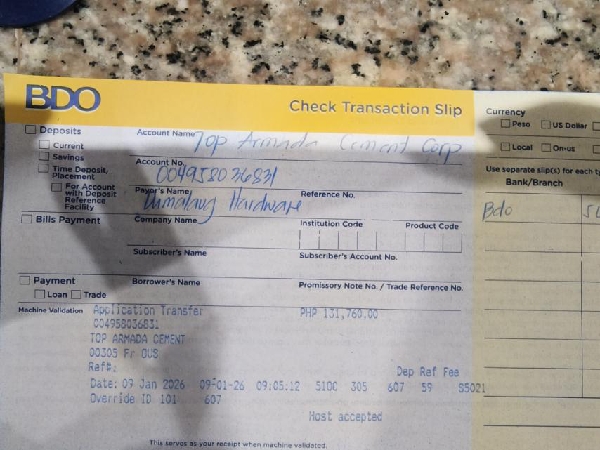 BDO
Check Transaction Slip
Deposits
Current
Savings
Time Deposit Placement
For Account with Deposit Reference Facility
Account Name Top Armada Cement Corp
Account No. 004958036831
Payor's Name Dumalawg Hardware
Reference No.
Bills Payment
Company Name
Institution Code
Product Code
Subscriber's Name
Subscriber's Account No.
Payment
Loan Trade
Borrower's Name
Promissory Note No. / Trade Reference No.
Machine Validation
Application Transfer PHP 131,760.00
004958036831
TOP ARMADA CEMENT
00305 Fr OUS
Ref#:
Dep Ref Fee
Date: 09 Jan 2026 09-01-26 09:05:12 5100 305 607 59 S5021
Override ID 101 607
Host accepted
This serves as your receipt when machine validated.
Currency
Peso US Dollar
Local On-us
Use separate slip(s) for each
Bank/Branch
Bdo